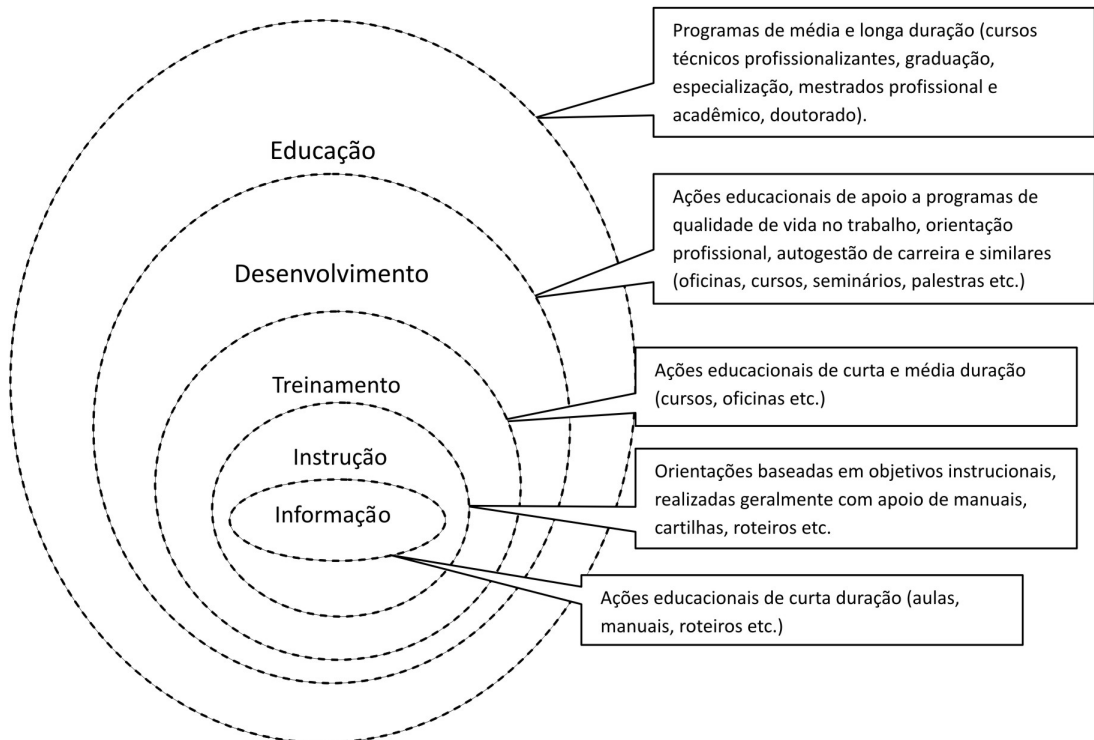 Programas de média e longa duração (cursos
técnicos profissionalizantes, graduação,
especialização, mestrados profissional e
acadêmico, doutorado).
Educação
Ações educacionais de apoio a programas de
qualidade de vida no trabalho, orientação
profissional, autogestão de carreira e similares
(oficinas, cursos, seminários, palestras etc.)
Desenvolvimento
Ações educacionais de curta e média duração
(cursos, oficinas etc.)
Treinamento
Instrução
Orientações baseadas em objetivos instrucionais,
realizadas geralmente com apoio de manuais,
cartilhas, roteiros etc.
Informação
Ações educacionais de curta duração (aulas,
manuais, roteiros etc.)